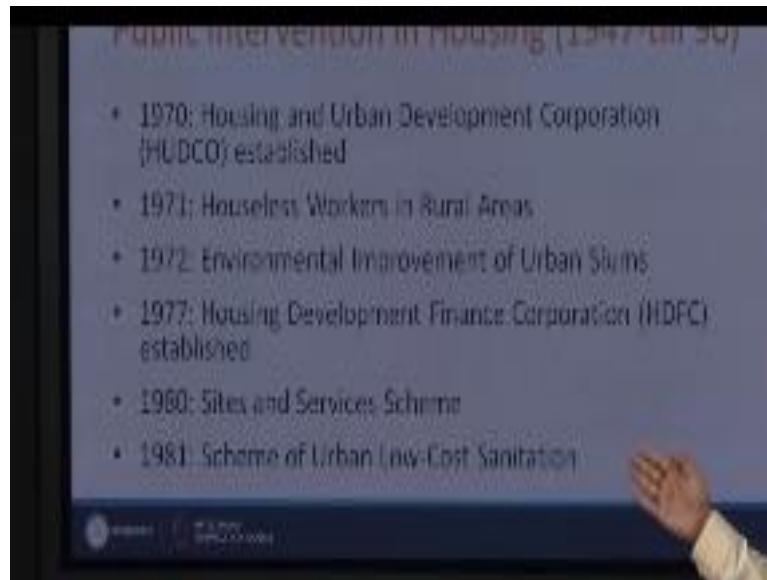 Public Intervention in Housing (1947-till 90)
• 1970: Housing and Urban Development Corporation
(HUDCO) established
• 1971: Houseless Workers in Rural Areas
• 1972: Environmental Improvement of Urban Slums
• 1977: Housing Development Finance Corporation (HDFC)
established
• 1980: Sites and Services Scheme
• 1981: Scheme of Urban Low-Cost Sanitation